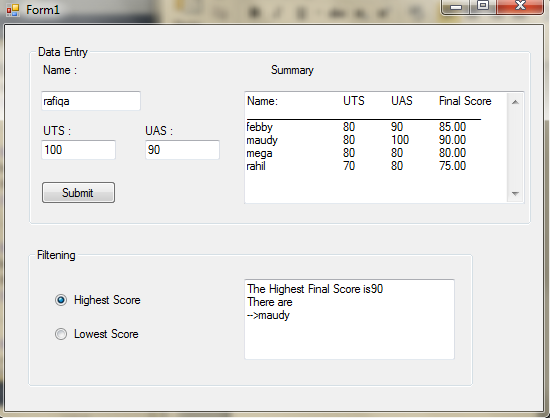 Form1
Data Entry
Name :
Summary
rafiqa
Name: UTS UAS Final Score
febby 80 90 85.00
maudy 80 100 90.00
mega 80 80 80.00
rahil 70 80 75.00
UTS : UAS :
100 90
Submit
Filtening
Highest Score
Lowest Score
The Highest Final Score is90
There are
-->maudy